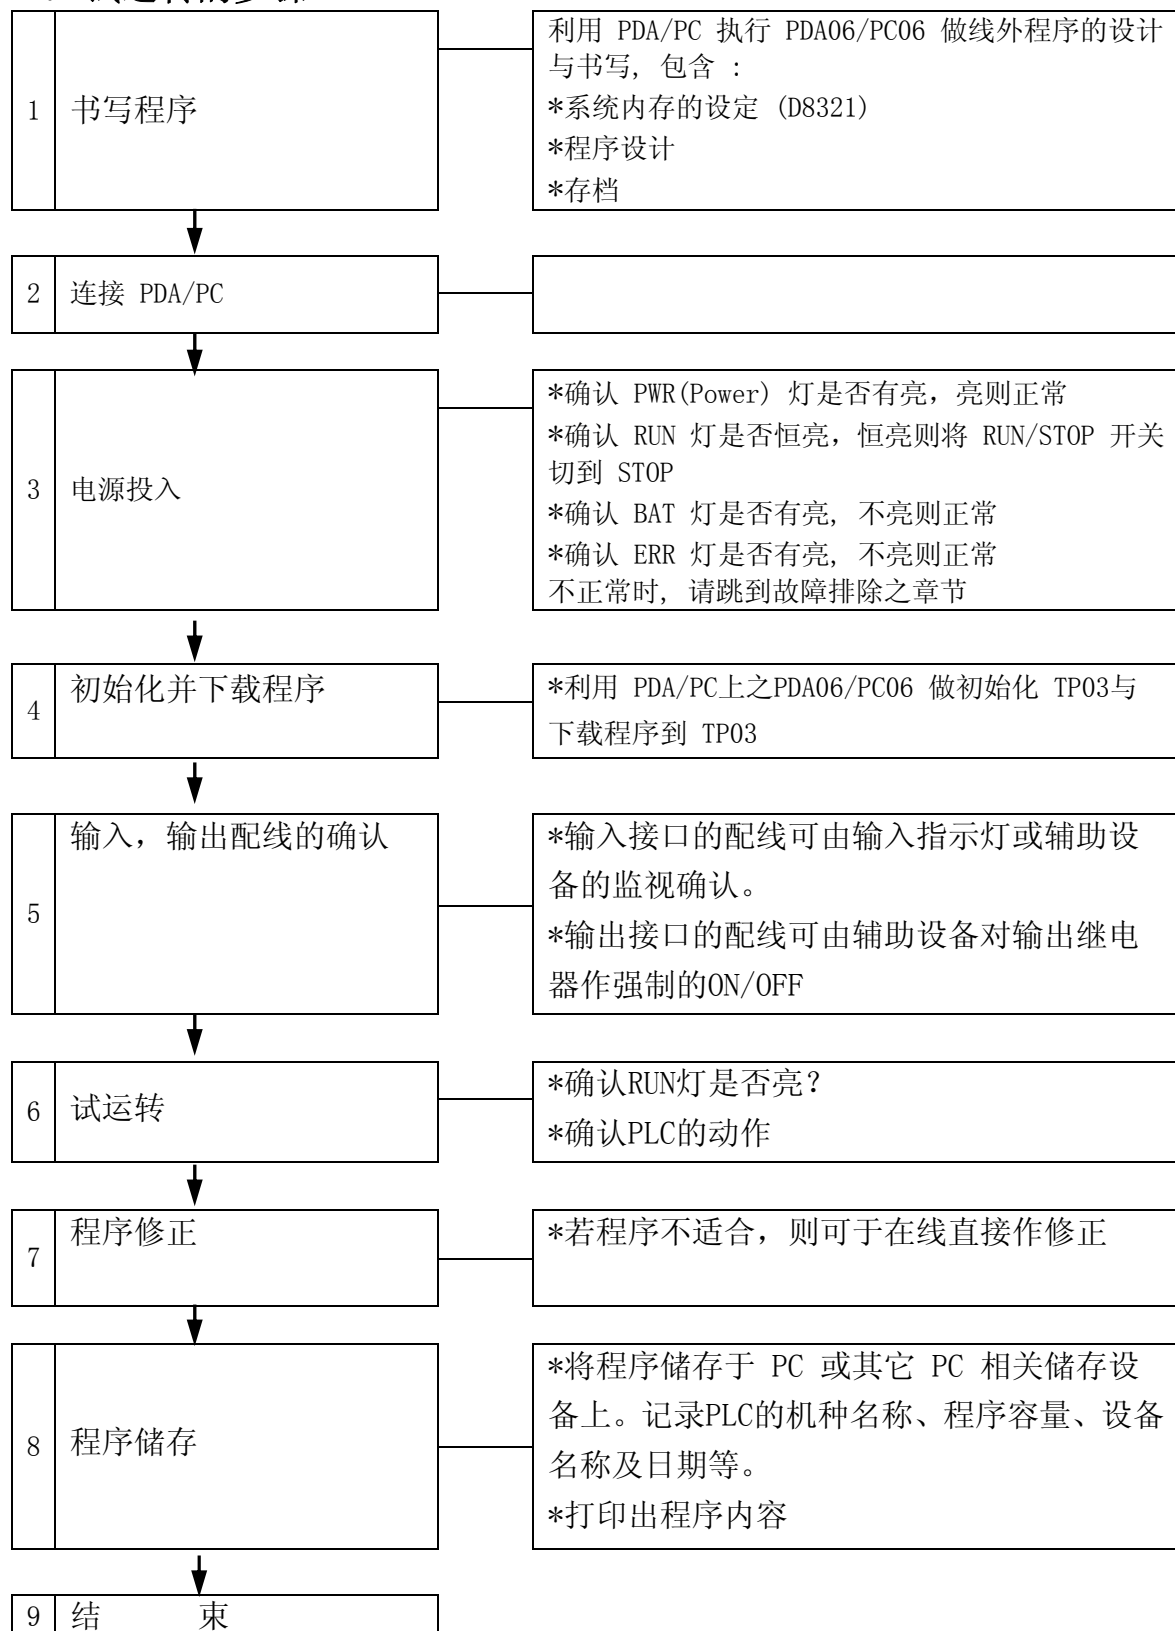 1
书写程序
利用 PDA/PC 执行 PDA06/PC06 做线外程序的设计
与书写, 包含 :
*系统内存的设定 (D8321)
*程序设计
*存档
2
连接 PDA/PC
3
电源投入
*确认 PWR(Power) 灯是否有亮，亮则正常
*确认 RUN 灯是否恒亮，恒亮则将 RUN/STOP 开关
切到 STOP
*确认 BAT 灯是否有亮, 不亮则正常
*确认 ERR 灯是否有亮, 不亮则正常
不正常时, 请跳到故障排除之章节
4
初始化并下载程序
*利用 PDA/PC上之PDA06/PC06 做初始化 TP03与
下载程序到 TP03
5
输入，输出配线的确认
*输入接口的配线可由输入指示灯或辅助设
备的监视确认。
*输出接口的配线可由辅助设备对输出继电
器作强制的ON/OFF
6
试运转
*确认RUN灯是否亮？
*确认PLC的动作
7
程序修正
*若程序不适合，则可于在线直接作修正
8
程序储存
*将程序储存于 PC 或其它 PC 相关储存设
备上。记录PLC的机种名称、程序容量、设备
名称及日期等。
*打印出程序内容
9
结 束